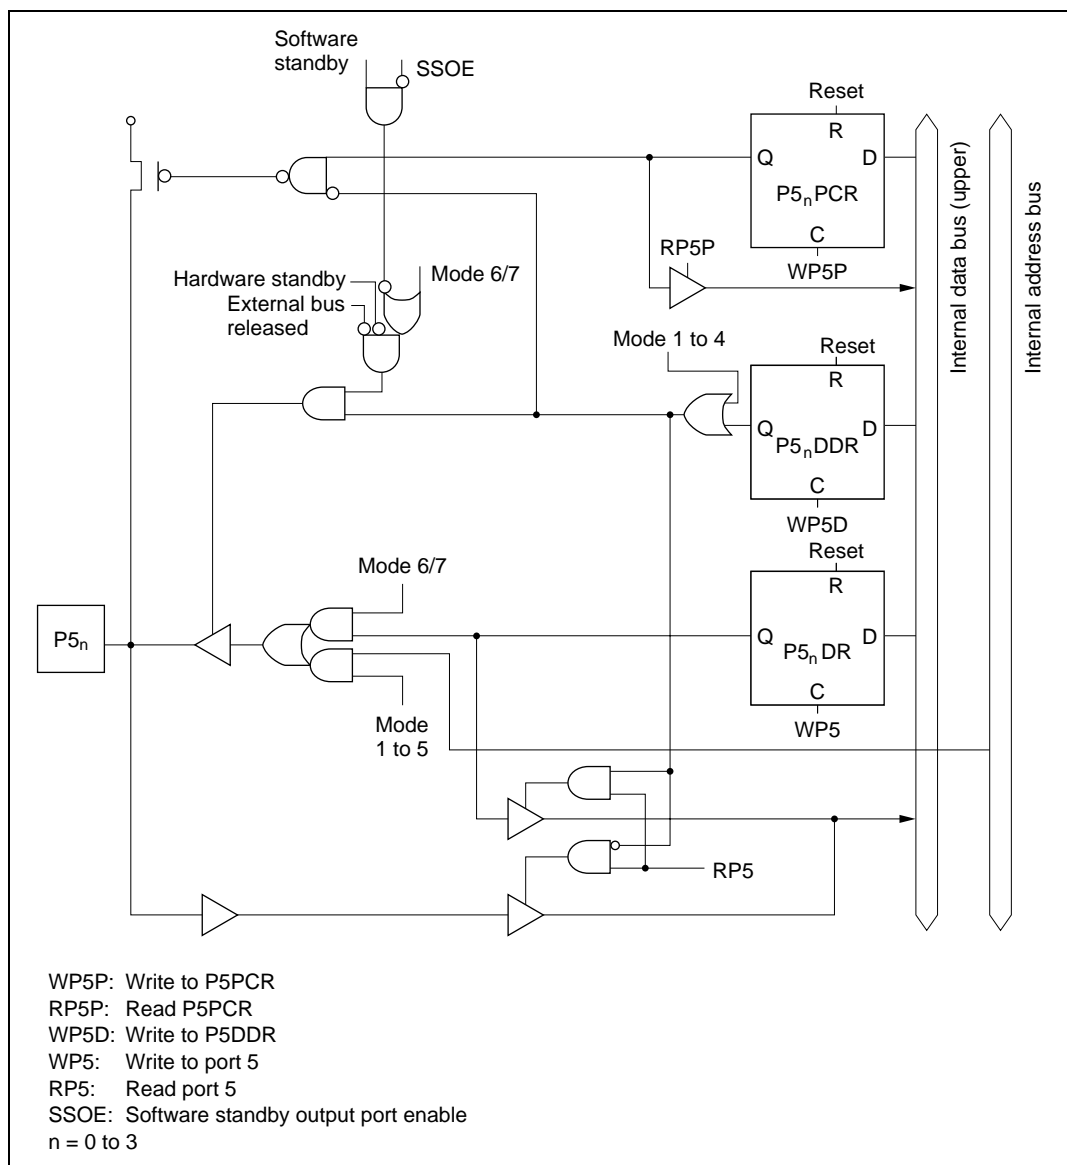 Software
standby
SSOE
Reset
R
Q
D
P5nPCR
C
WP5P
RP5P
Hardware standby
External bus
released
Mode 6/7
Mode 1 to 4
Reset
R
Q
D
P5nDDR
C
WP5D
Reset
R
Q
D
P5n DR
C
WP5
Mode 6/7
P5n
Mode
1 to 5
RP5
Internal data bus (upper)
Internal address bus
WP5P: Write to P5PCR
RP5P: Read P5PCR
WP5D: Write to P5DDR
WP5: Write to port 5
RP5: Read port 5
SSOE: Software standby output port enable
n = 0 to 3